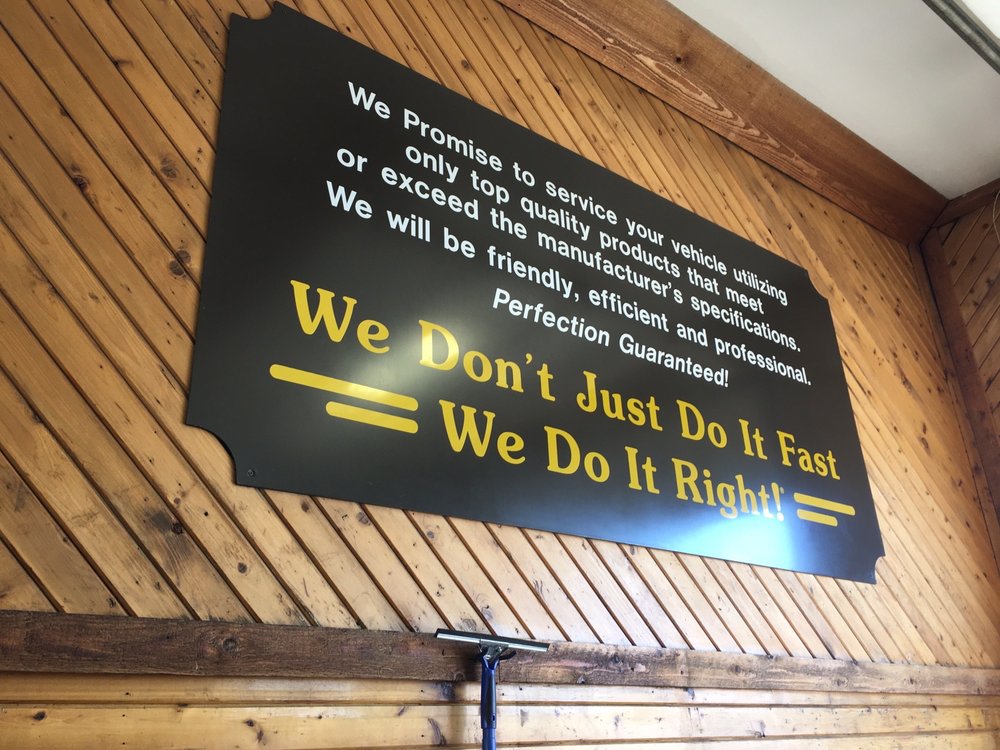 We Promise to service your vehicle utilizing
only top quality products that meet
or exceed the manufacturer's specifications.
We will be friendly, efficient and professional.
Perfection Guaranteed!
We Don't Just Do It Fast
We Do It Right!